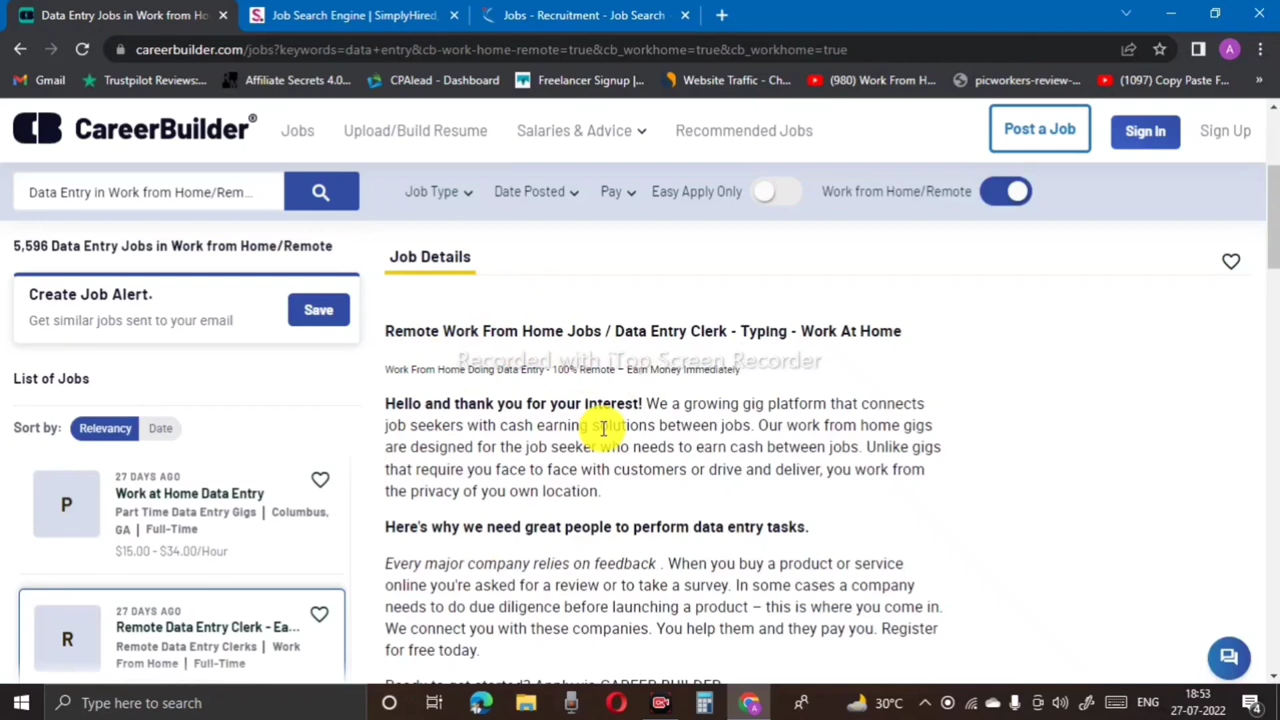 Data Entry Jobs in Work from Ho
Job Search Engine | SimplyHired,
Jobs - Recruitment - Job Search
careerbuilder.com/jobs?keywords=data+entry&cb-work-home-remote=true&cb_workhome=true&cb_workhome=true
A
Gmail
Trustpilot Reviews:...
Affiliate Secrets 4.0...
CPAlead - Dashboard
Freelancer Signup |...
Website Traffic - Ch...
(980) Work From H...
picworkers-review-...
(1097) Copy Paste F...
»
CareerBuilder®
Jobs
Upload/Build Resume
Salaries & Advice
Recommended Jobs
Post a Job
Sign In
Sign Up
Data Entry in Work from Home/Rem...
Job Type
Date Posted
Pay
Easy Apply Only
Work from Home/Remote
5,596 Data Entry Jobs in Work from Home/Remote
Create Job Alert.
Get similar jobs sent to your email
Save
List of Jobs
Sort by:
Relevancy
Date
P
27 DAYS AGO
Work at Home Data Entry
Part Time Data Entry Gigs | Columbus,
GA | Full-Time
$15.00 - $34.00/Hour
R
27 DAYS AGO
Remote Data Entry Clerk - Ea...
Remote Data Entry Clerks | Work
From Home | Full-Time
Job Details
Remote Work From Home Jobs / Data Entry Clerk - Typing - Work At Home
Recorded with iTop Screen Recorder
Work From Home Doing Data Entry - 100% Remote – Earn Money Immediately
Hello and thank you for your interest! We a growing gig platform that connects
job seekers with cash earning solutions between jobs. Our work from home gigs
are designed for the job seeker who needs to earn cash between jobs. Unlike gigs
that require you face to face with customers or drive and deliver, you work from
the privacy of you own location.
Here's why we need great people to perform data entry tasks.
Every major company relies on feedback . When you buy a product or service
online you're asked for a review or to take a survey. In some cases a company
needs to do due diligence before launching a product – this is where you come in.
We connect you with these companies. You help them and they pay you. Register
for free today.
Ready to get started? Apply via CAREER BUILDER
Type here to search
30°C
ENG
18:53
27-07-2022
4